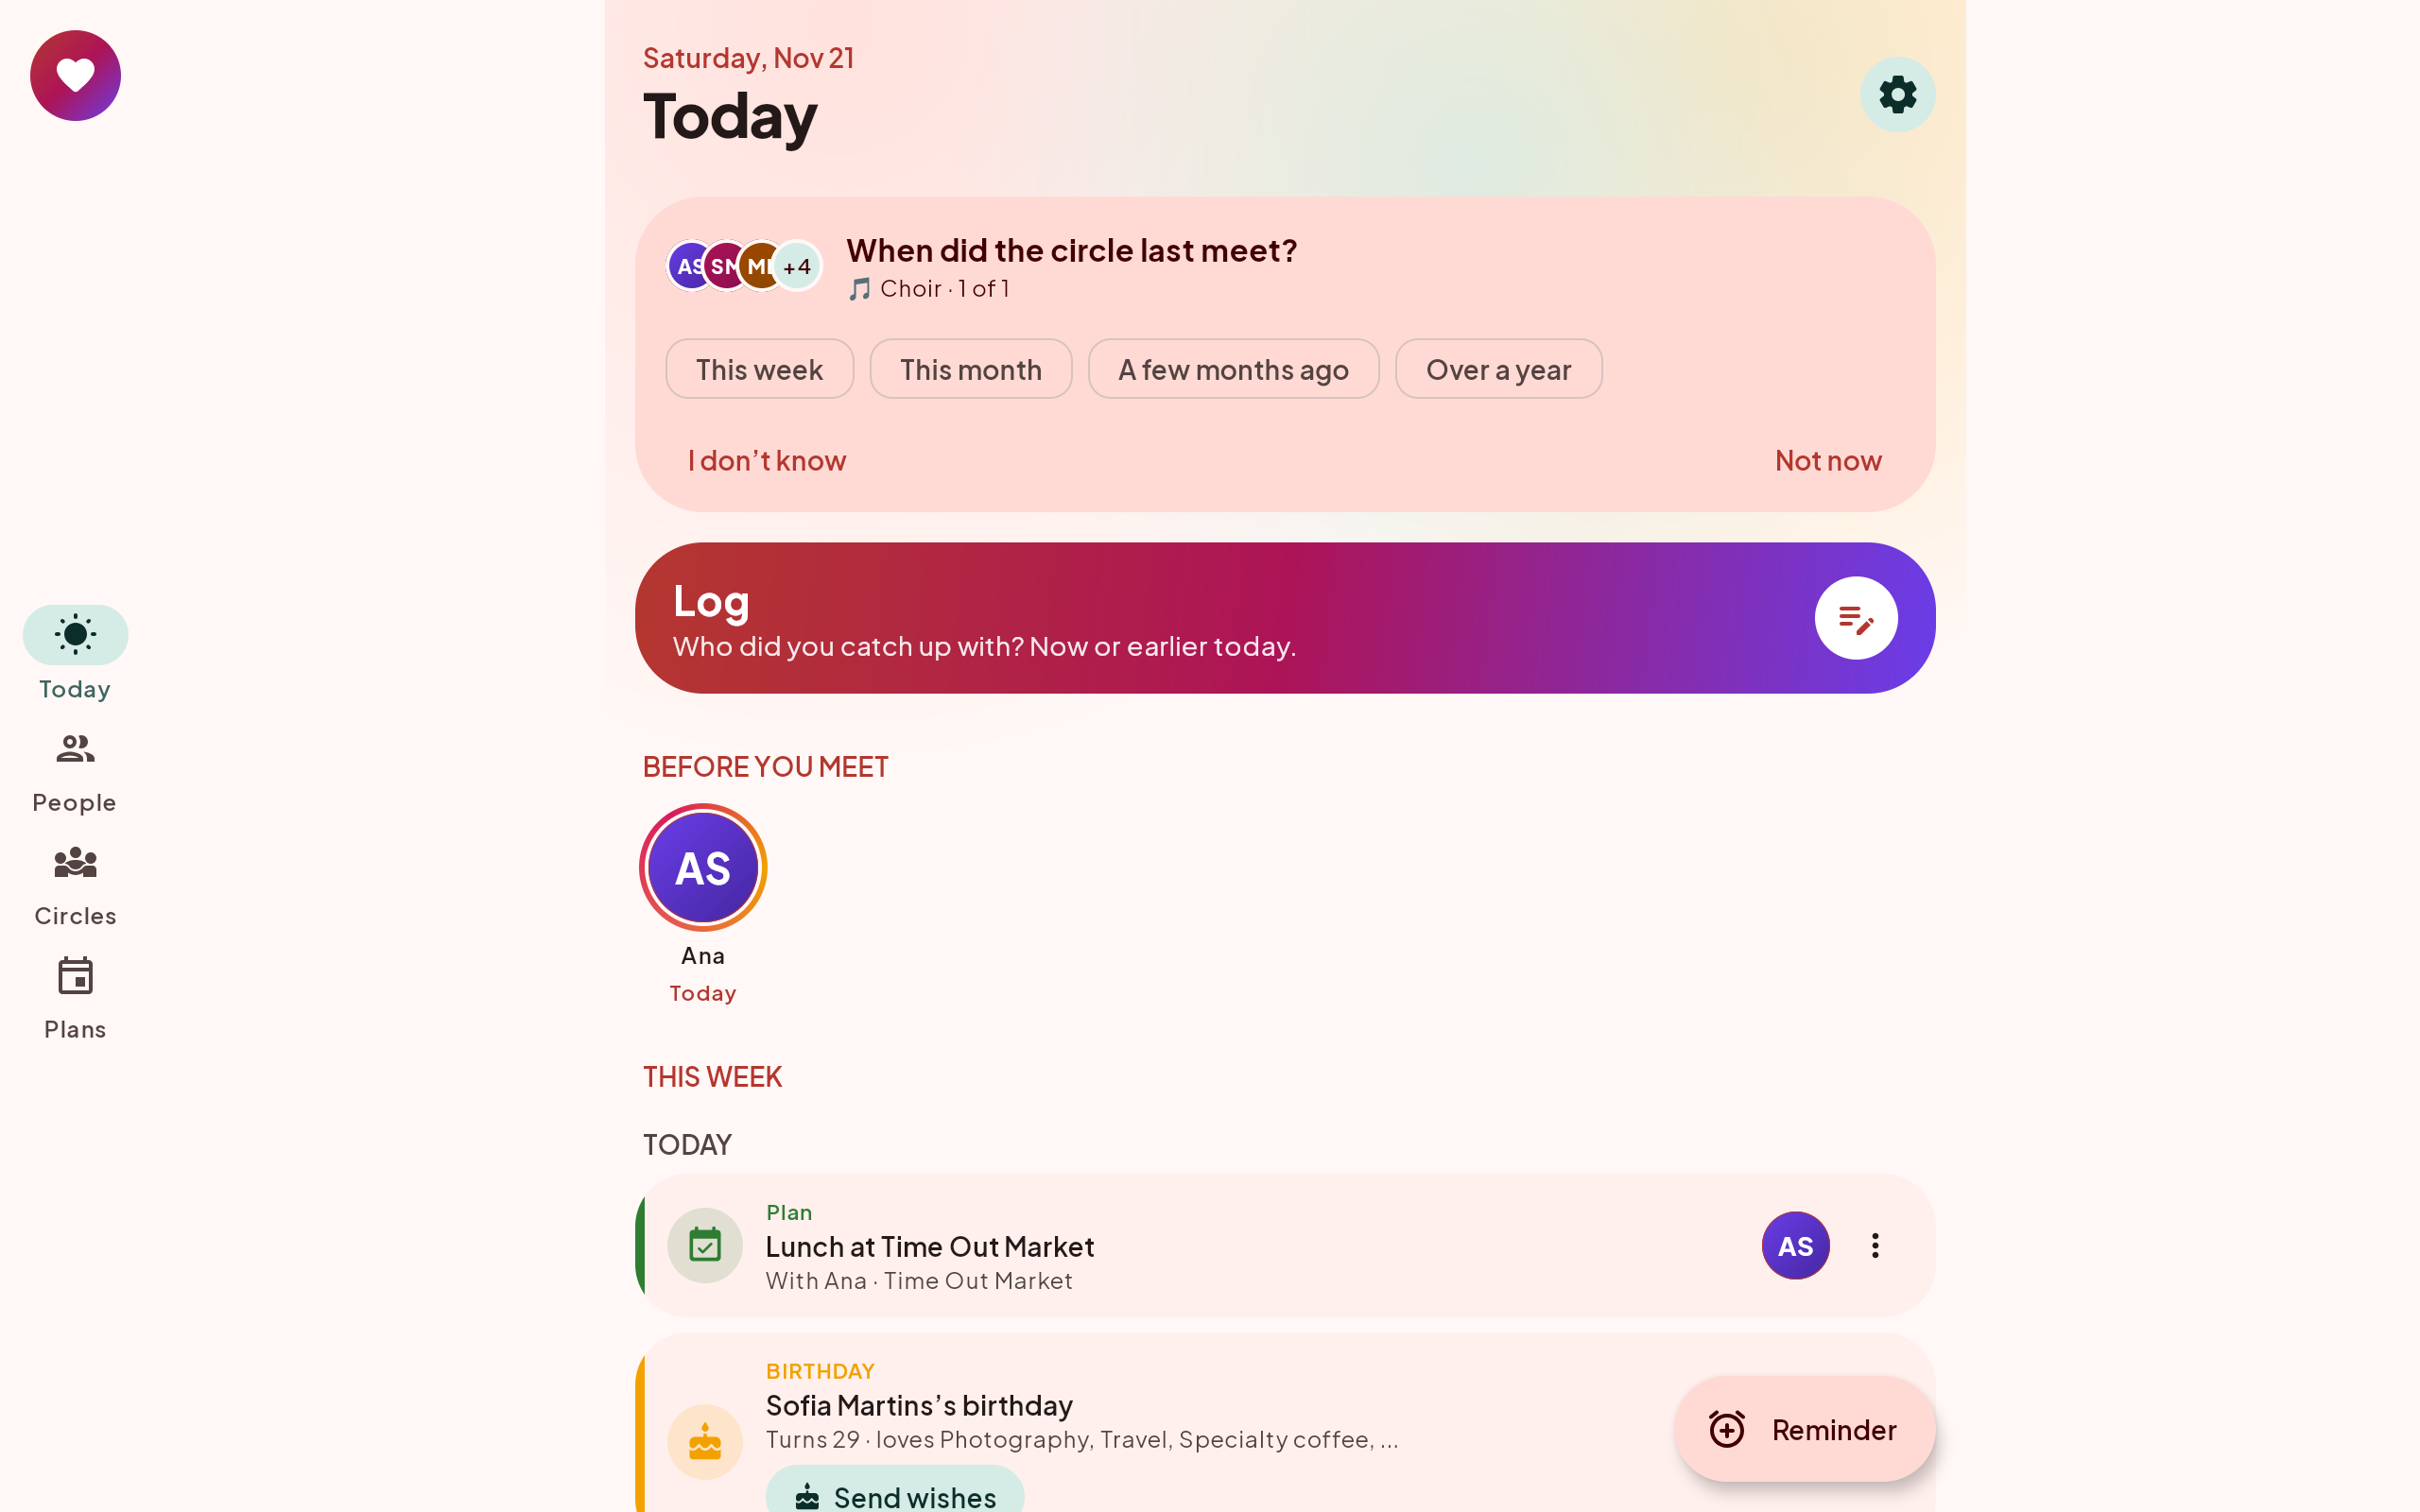 Saturday, Nov 21
Today
AS SM +4
When did the circle last meet?
🎵 Choir · 1 of 1
This week
This month
A few months ago
Over a year
I don’t know
Not now
Log
Who did you catch up with? Now or earlier today.
Today
People
Circles
Plans
BEFORE YOU MEET
AS
Ana
Today
THIS WEEK
TODAY
Plan
Lunch at Time Out Market
With Ana · Time Out Market
AS
BIRTHDAY
Sofia Martins’s birthday
Turns 29 · loves Photography, Travel, Specialty coffee, ...
Send wishes
Reminder